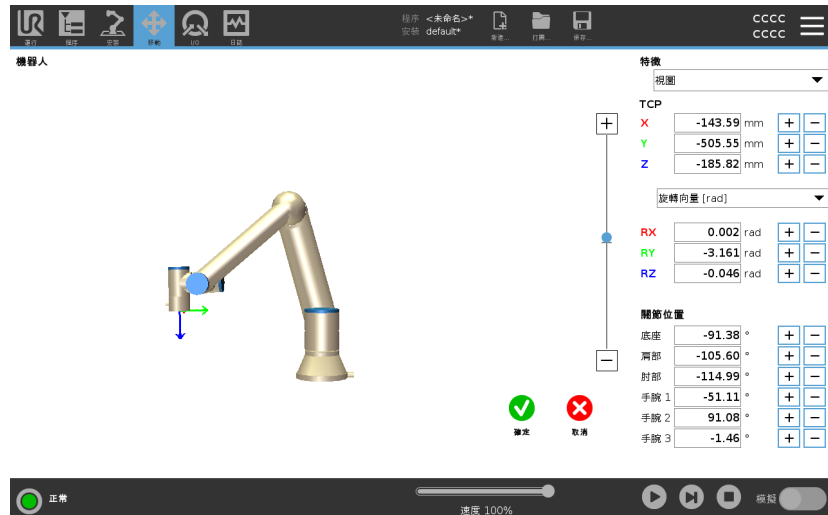 UR
運行
程序
安裝
移動
I/O
日誌
程序 <未命名>*
安裝 default*
新建...
打開...
保存...
CCCC
CCCC
機器人
特徵
視圖
TCP
X -143.59 mm + −
Y -505.55 mm + −
Z -185.82 mm + −
旋轉向量 [rad]
RX 0.002 rad + −
RY -3.161 rad + −
RZ -0.046 rad + −
關節位置
底座 -91.38 ° + −
肩部 -105.60 ° + −
肘部 -114.99 ° + −
手腕 1 -51.11 ° + −
手腕 2 91.08 ° + −
手腕 3 -1.46 ° + −
+
−
確定
取消
正常
速度 100%
模擬